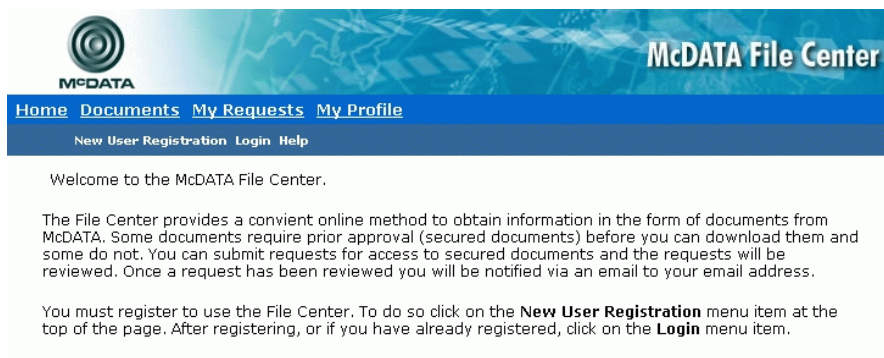 McDATA
McDATA File Center
Home Documents My Requests My Profile
New User Registration Login Help
Welcome to the McDATA File Center.
The File Center provides a convient online method to obtain information in the form of documents from
McDATA. Some documents require prior approval (secured documents) before you can download them and
some do not. You can submit requests for access to secured documents and the requests will be
reviewed. Once a request has been reviewed you will be notified via an email to your email address.
You must register to use the File Center. To do so click on the New User Registration menu item at the
top of the page. After registering, or if you have already registered, click on the Login menu item.